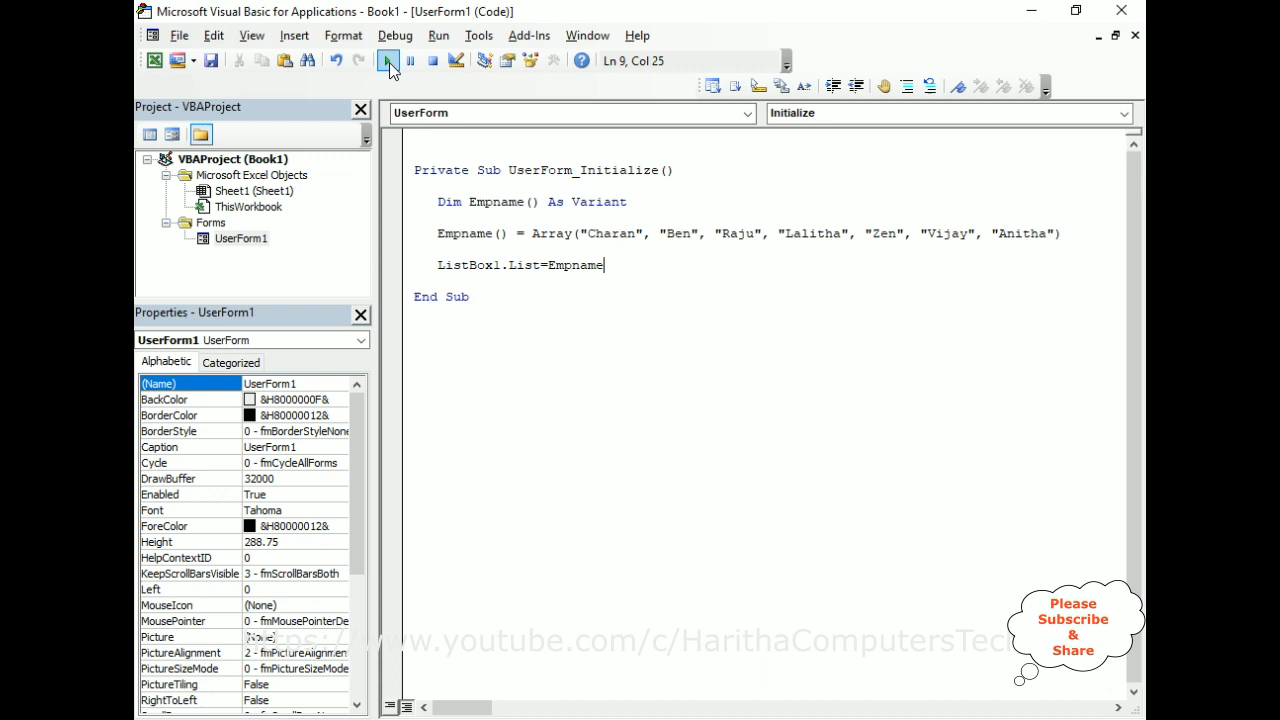 Microsoft Visual Basic for Applications - Book1 - [UserForm1 (Code)]
File Edit View Insert Format Debug Run Tools Add-Ins Window Help
Ln 9, Col 25
Project - VBAProject
VBAProject (Book1)
Microsoft Excel Objects
Sheet1 (Sheet1)
ThisWorkbook
Forms
UserForm1
Properties - UserForm1
UserForm1 UserForm
Alphabetic Categorized
(Name) UserForm1
BackColor &H8000000F&
BorderColor &H80000012&
BorderStyle 0 - fmBorderStyleNone
Caption UserForm1
Cycle 0 - fmCycleAllForms
DrawBuffer 32000
Enabled True
Font Tahoma
ForeColor &H80000012&
Height 288.75
HelpContextID 0
KeepScrollBarsVisible 3 - fmScrollBarsBoth
Left 0
MouseIcon (None)
MousePointer 0 - fmMousePointerDe
Picture (None)
PictureAlignment 2 - fmPictureAlignmen
PictureSizeMode 0 - fmPictureSizeMode
PictureTiling False
RightToLeft False
UserForm Initialize
Private Sub UserForm_Initialize()
Dim Empname() As Variant
Empname() = Array("Charan", "Ben", "Raju", "Lalitha", "Zen", "Vijay", "Anitha")
ListBox1.List=Empname
End Sub
Please
Subscribe
&
Share
https://www.youtube.com/c/HarithaComputersTech